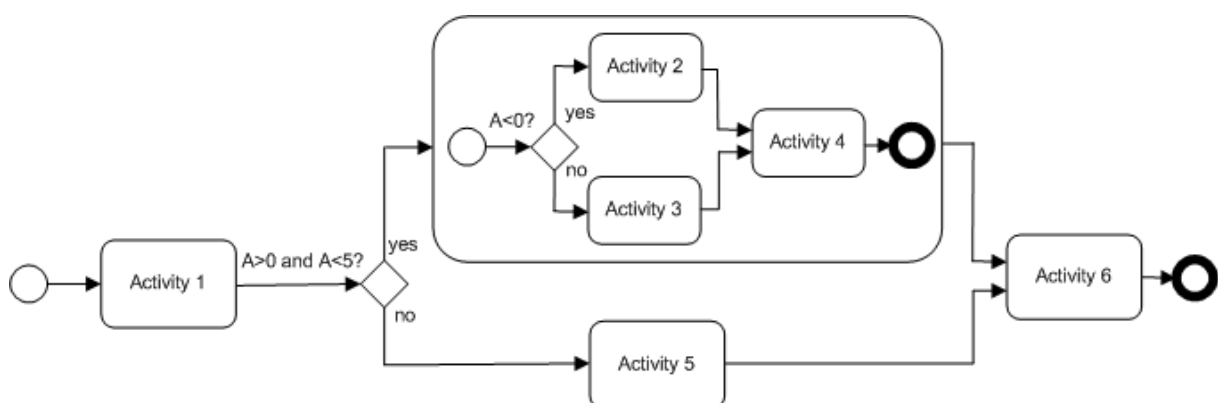 Activity 1
A>0 and A<5?
yes
no
A<0?
yes
no
Activity 2
Activity 3
Activity 4
Activity 5
Activity 6